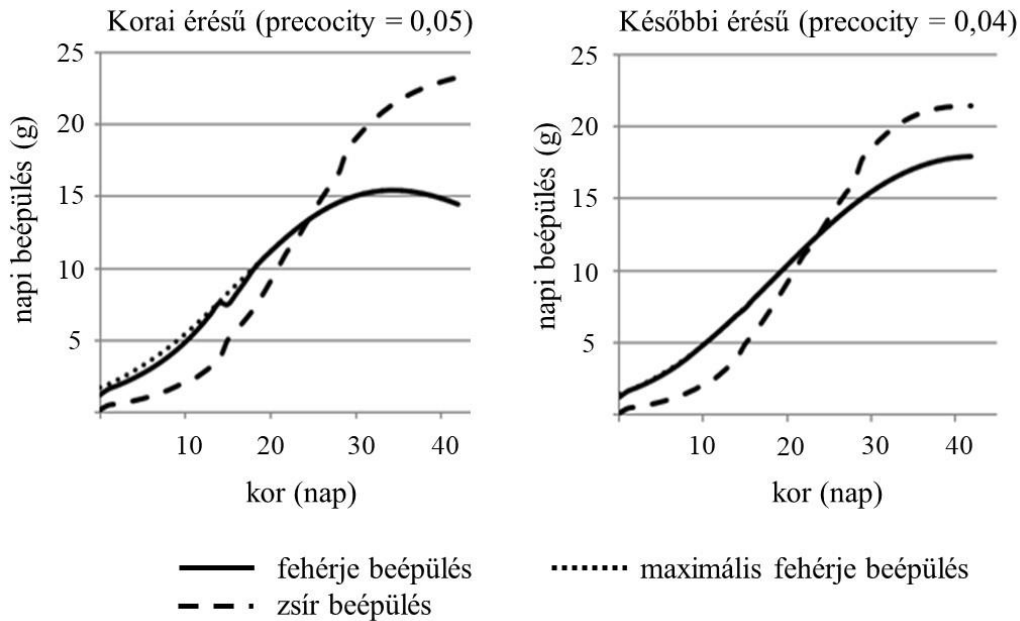 Korai érésű (precocity = 0,05)
25
20
15
10
5
10 20 30 40
napi beépülés (g)
kor (nap)
Későbbi érésű (precocity = 0,04)
25
20
15
10
5
10 20 30 40
napi beépülés (g)
kor (nap)
fehérje beépülés
zsír beépülés
maximális fehérje beépülés